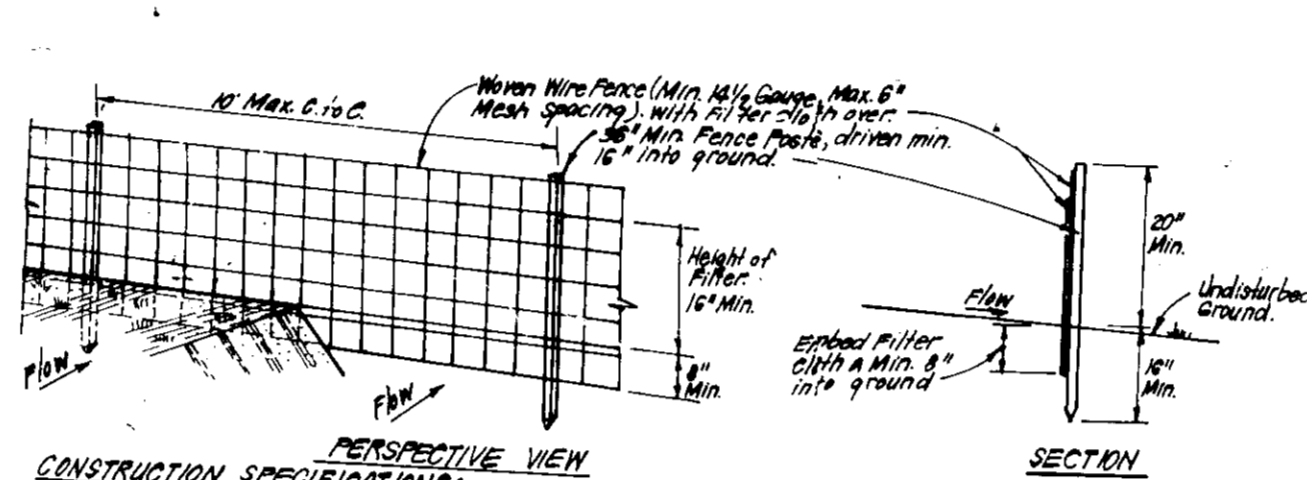 10' Max. C. to C.
Woven Wire Fence (Min. 14 1/2 Gauge, Max. 6"
Mesh spacing). with Filter cloth over.
36" Min. Fence Posts, driven min.
16" into ground.
Height of
Filter.
16" Min.
8"
Min.
Flow
Flow
PERSPECTIVE VIEW
20"
Min.
Flow
Undisturbed
Ground.
Embed Filter
cloth a Min. 8"
into ground
16"
Min.
SECTION
CONSTRUCTION SPECIFICATIONS